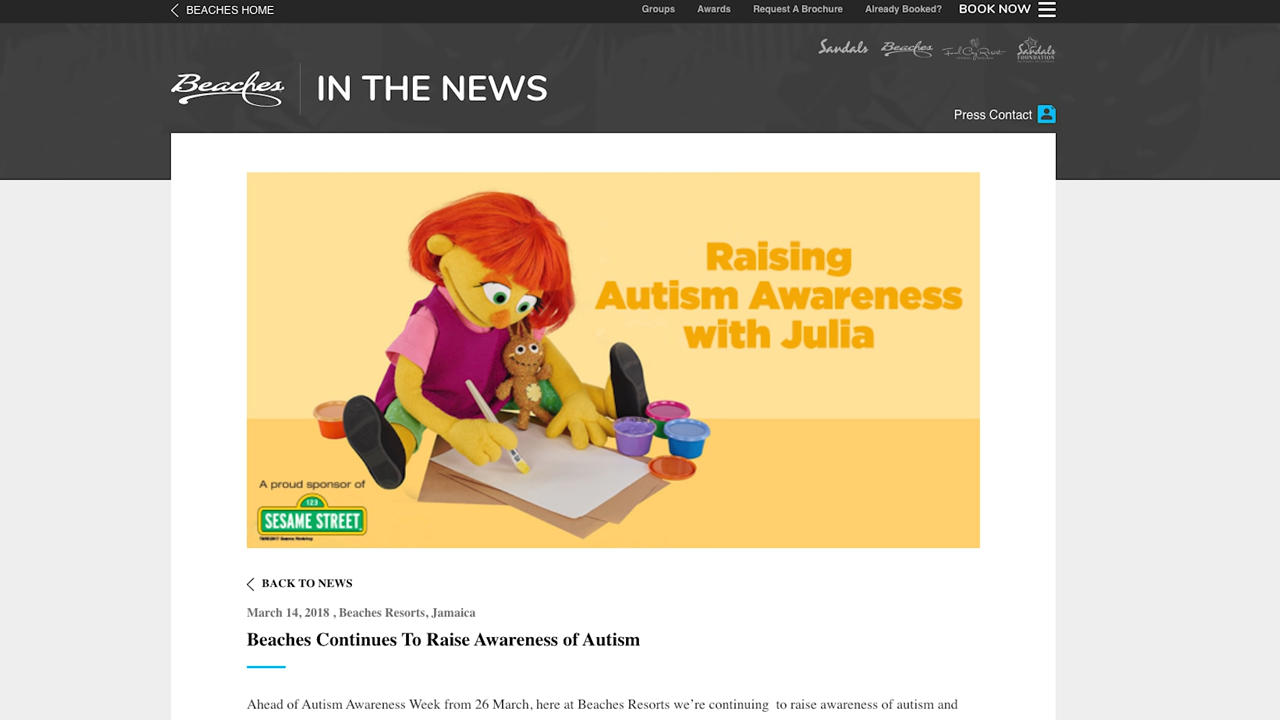 BEACHES HOME
Groups Awards Request A Brochure Already Booked? BOOK NOW
Sandals Beaches Sandals FOUNDATION
Beaches IN THE NEWS
Press Contact
Raising
Autism Awareness
with Julia
A proud sponsor of
123
SESAME STREET
BACK TO NEWS
March 14, 2018 , Beaches Resorts, Jamaica
Beaches Continues To Raise Awareness of Autism
Ahead of Autism Awareness Week from 26 March, here at Beaches Resorts we’re continuing to raise awareness of autism and